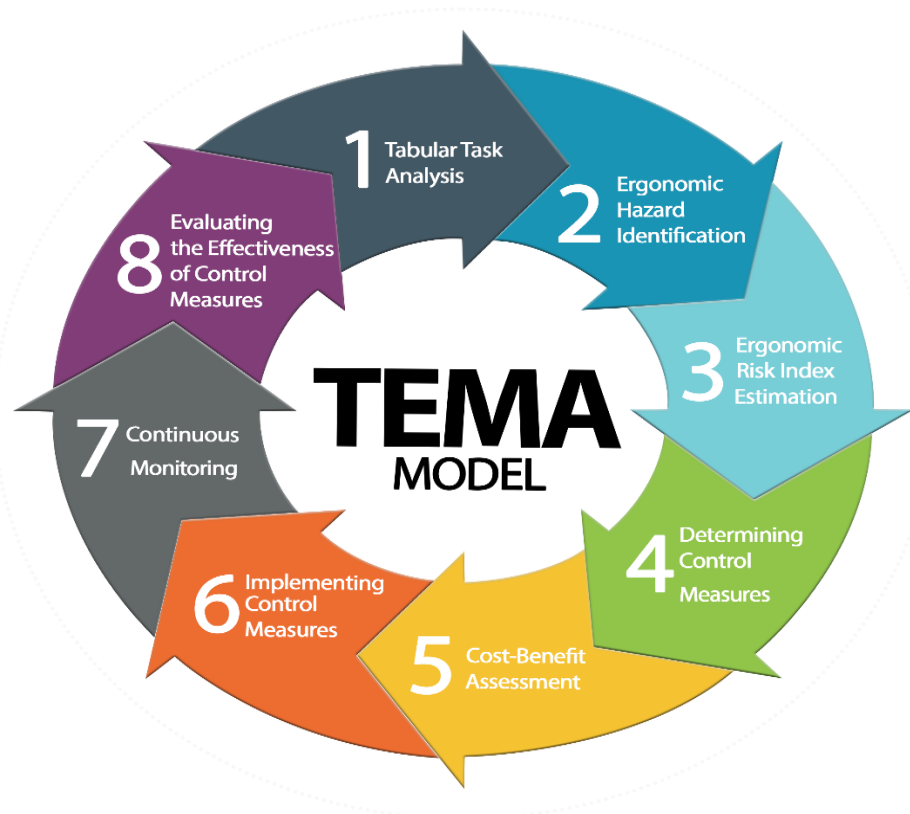 1 Tabular Task
Analysis
2 Ergonomic
Hazard
Identification
3 Ergonomic
Risk Index
Estimation
4 Determining
Control
Measures
5 Cost-Benefit
Assessment
6 Implementing
Control
Measures
7 Continuous
Monitoring
8 Evaluating
the Effectiveness
of Control
Measures
TEMA
MODEL